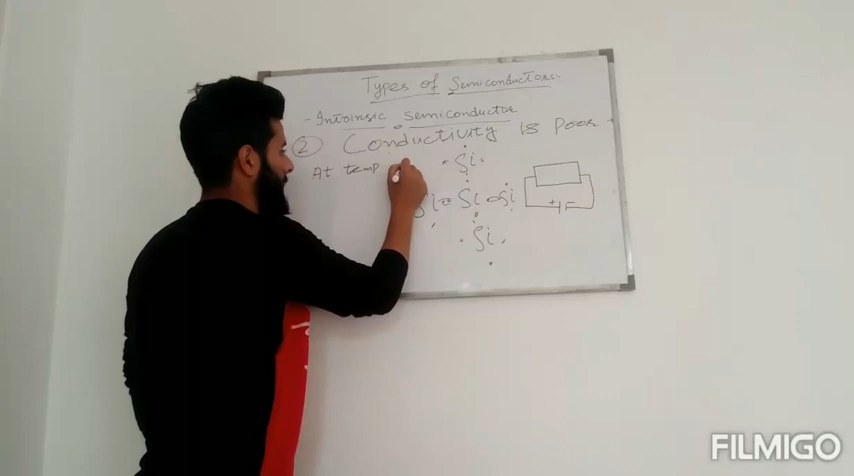 Types of Semiconductors.
- Intrinsic semiconductor
② Conductivity is Poor
At temp
Si
Si Si Si
+ -
Si
FILMIGO